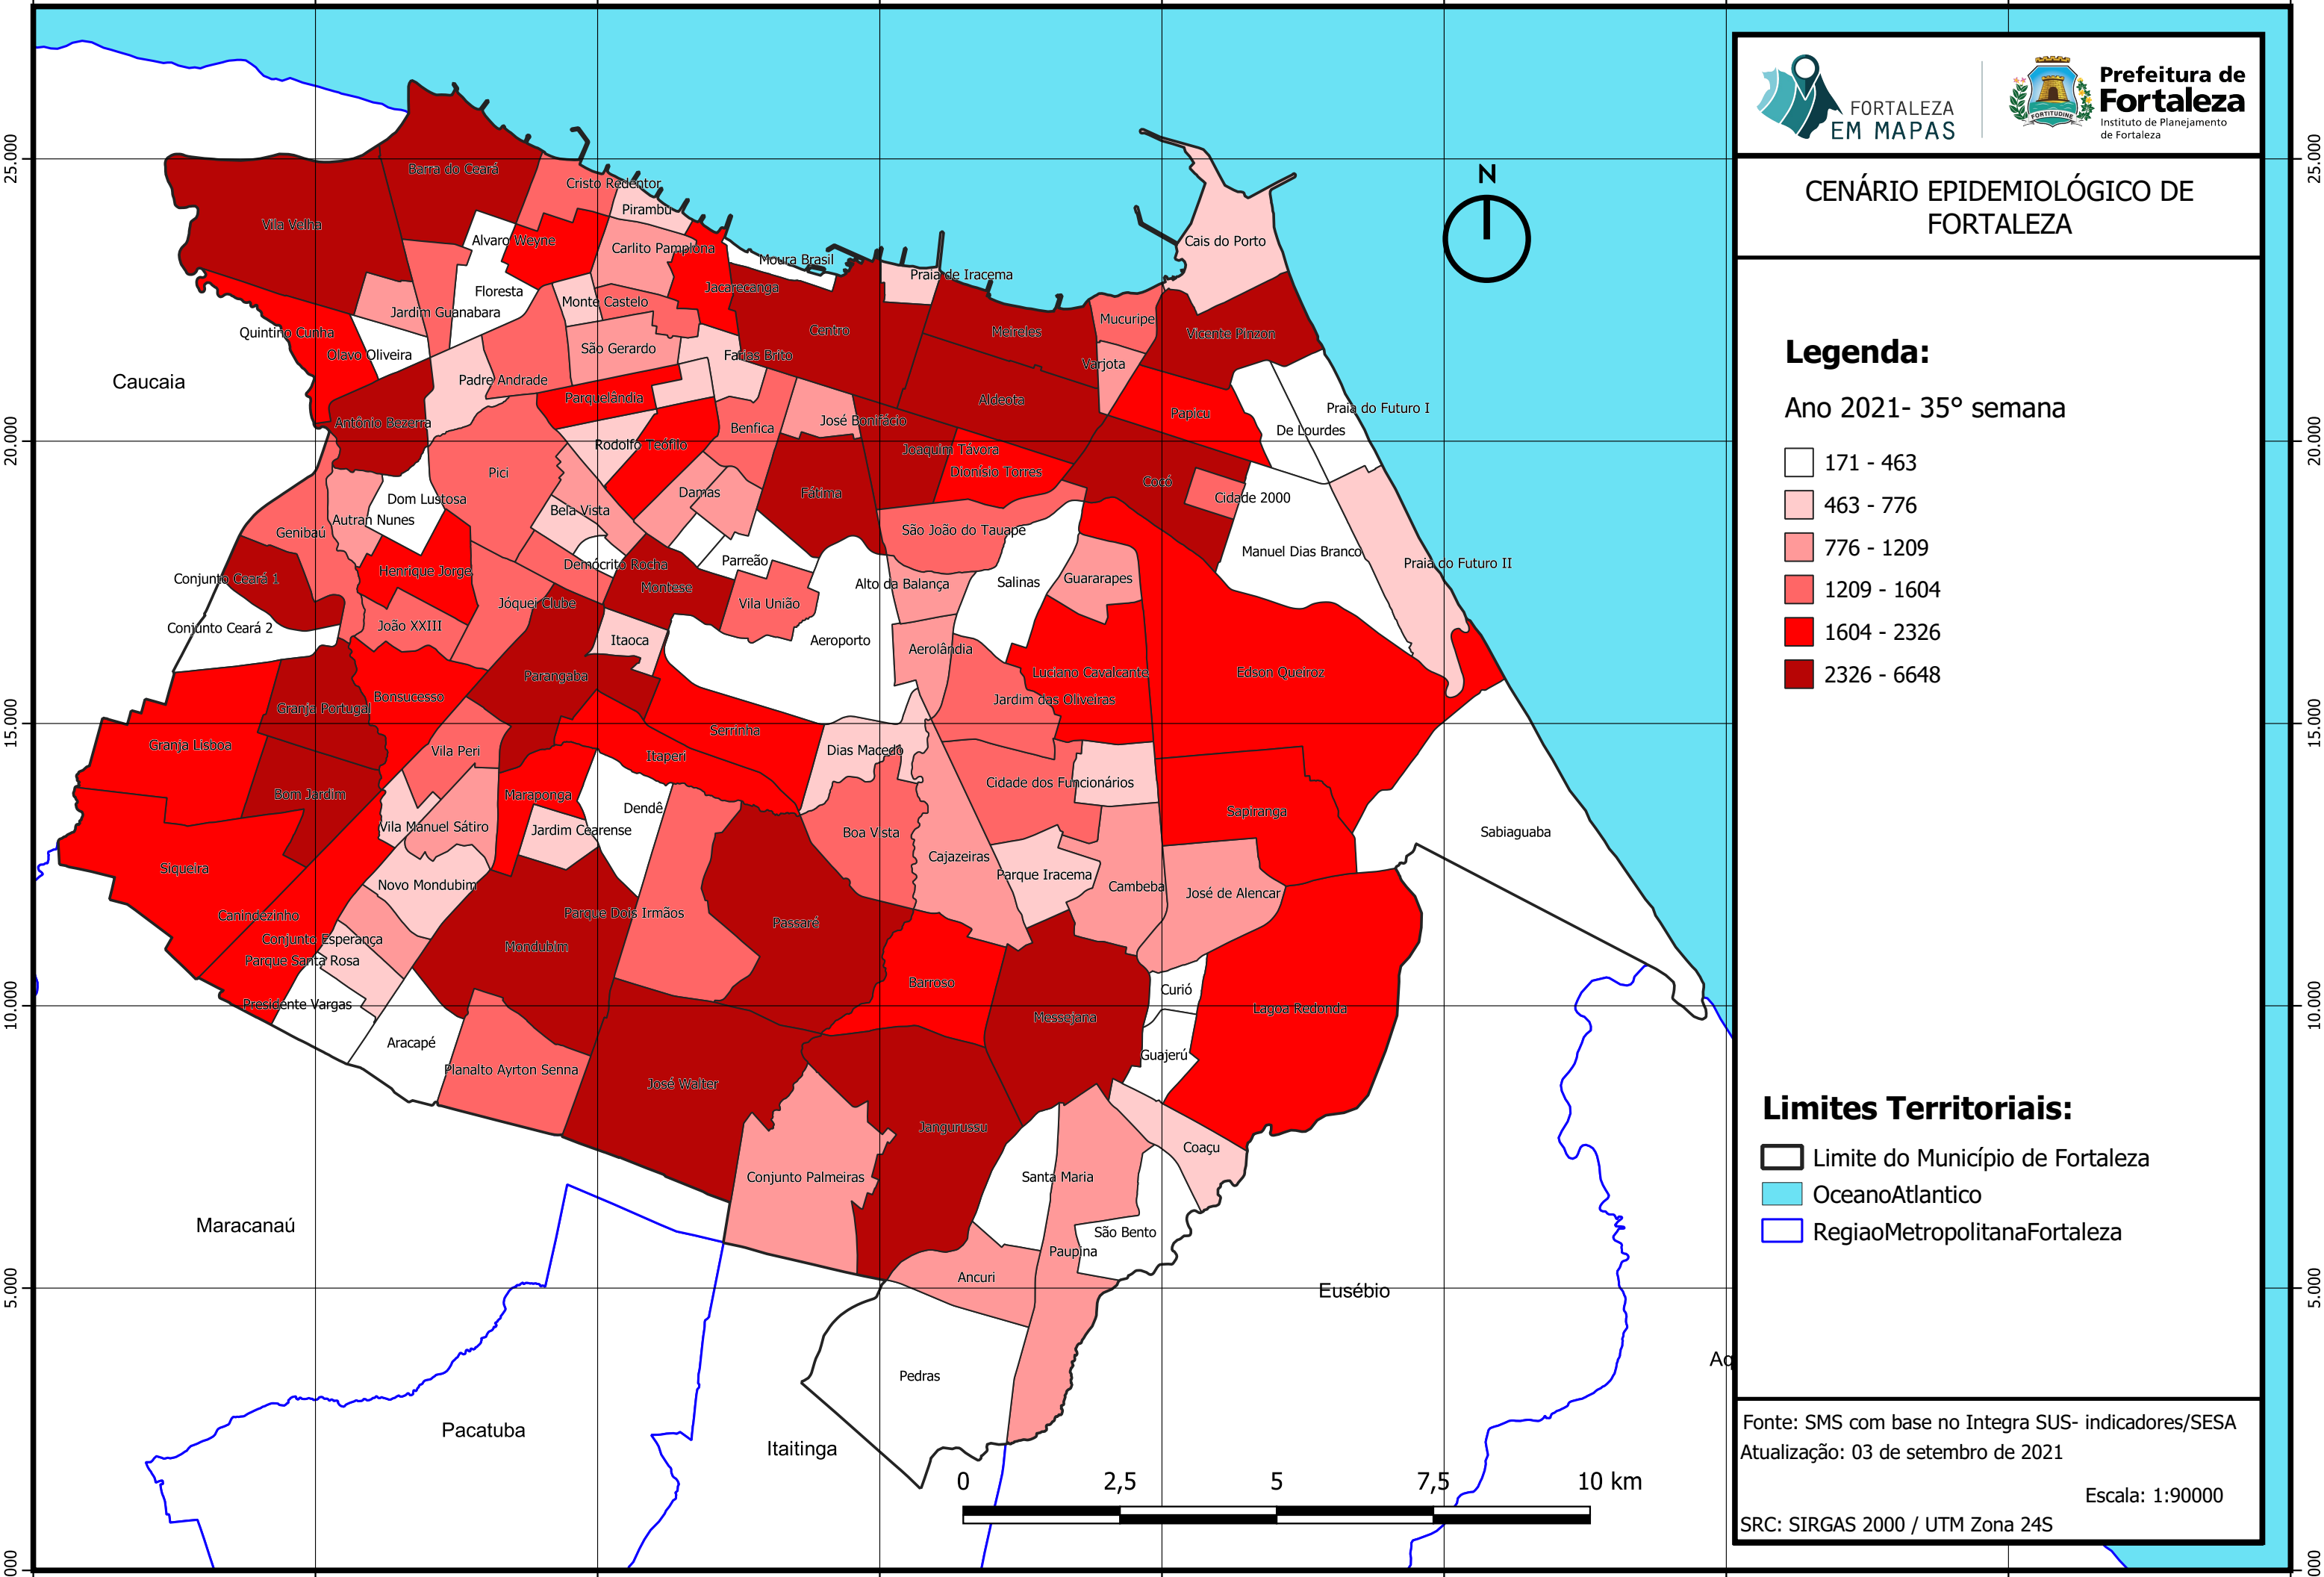 FORTALEZA
EM MAPAS
Prefeitura de
Fortaleza
Instituto de Planejamento
de Fortaleza
FORTITUDINE
CENÁRIO EPIDEMIOLÓGICO DE
FORTALEZA
Legenda:
Ano 2021- 35° semana
171 - 463
463 - 776
776 - 1209
1209 - 1604
1604 - 2326
2326 - 6648
Limites Territoriais:
Limite do Município de Fortaleza
OceanoAtlantico
RegiaoMetropolitanaFortaleza
Fonte: SMS com base no Integra SUS- indicadores/SESA
Atualização: 03 de setembro de 2021
Escala: 1:90000
SRC: SIRGAS 2000 / UTM Zona 24S
N
25.000
20.000
15.000
10.000
5.000
000
25.000
20.000
15.000
10.000
5.000
000
Barra do Ceará
Cristo Redentor
Pirambu
Vila Velha
Alvaro Weyne
Carlito Pamplona
Moura Brasil
Cais do Porto
Praia de Iracema
Jacarecanga
Floresta
Monte Castelo
Jardim Guanabara
Quintino Cunha
Olavo Oliveira
Centro
Meireles
Mucuripe
Vicente Pinzon
São Gerardo
Farias Brito
Varjota
Padre Andrade
Parquelândia
Aldeota
Papicu
Praia do Futuro I
De Lourdes
Antônio Bezerra
Benfica
José Bonifácio
Rodolfo Teófilo
Joaquim Távora
Dionísio Torres
Pici
Cocó
Cidade 2000
Damas
Fátima
Dom Lustosa
Autran Nunes
Bela Vista
Genibaú
São João do Tauape
Manuel Dias Branco
Praia do Futuro II
Demócrito Rocha
Parreão
Henrique Jorge
Conjunto Ceará 1
Montese
Alto da Balança
Salinas
Guararapes
Jóquei Clube
Vila União
João XXIII
Conjunto Ceará 2
Itaoca
Aeroporto
Aerolândia
Parangaba
Luciano Cavalcante
Edson Queiroz
Bonsucesso
Jardim das Oliveiras
Granja Portugal
Serrinha
Granja Lisboa
Vila Peri
Itaperi
Dias Macedo
Cidade dos Funcionários
Bom Jardim
Maraponga
Dendê
Sapiranga
Sabiaguaba
Vila Manuel Sátiro
Jardim Cearense
Boa Vista
Cajazeiras
Siqueira
Parque Iracema
Novo Mondubim
Cambeba
José de Alencar
Canindezinho
Parque Dois Irmãos
Passaré
Conjunto Esperança
Mondubim
Parque Santa Rosa
Barroso
Curió
Presidente Vargas
Messejana
Lagoa Redonda
Aracapé
Guajerú
Planalto Ayrton Senna
José Walter
Jangurussu
Coaçu
Conjunto Palmeiras
Santa Maria
São Bento
Paupina
Ancuri
Pedras
Caucaia
Maracanaú
Pacatuba
Itaitinga
Eusébio
Aq
0 2,5 5 7,5 10 km